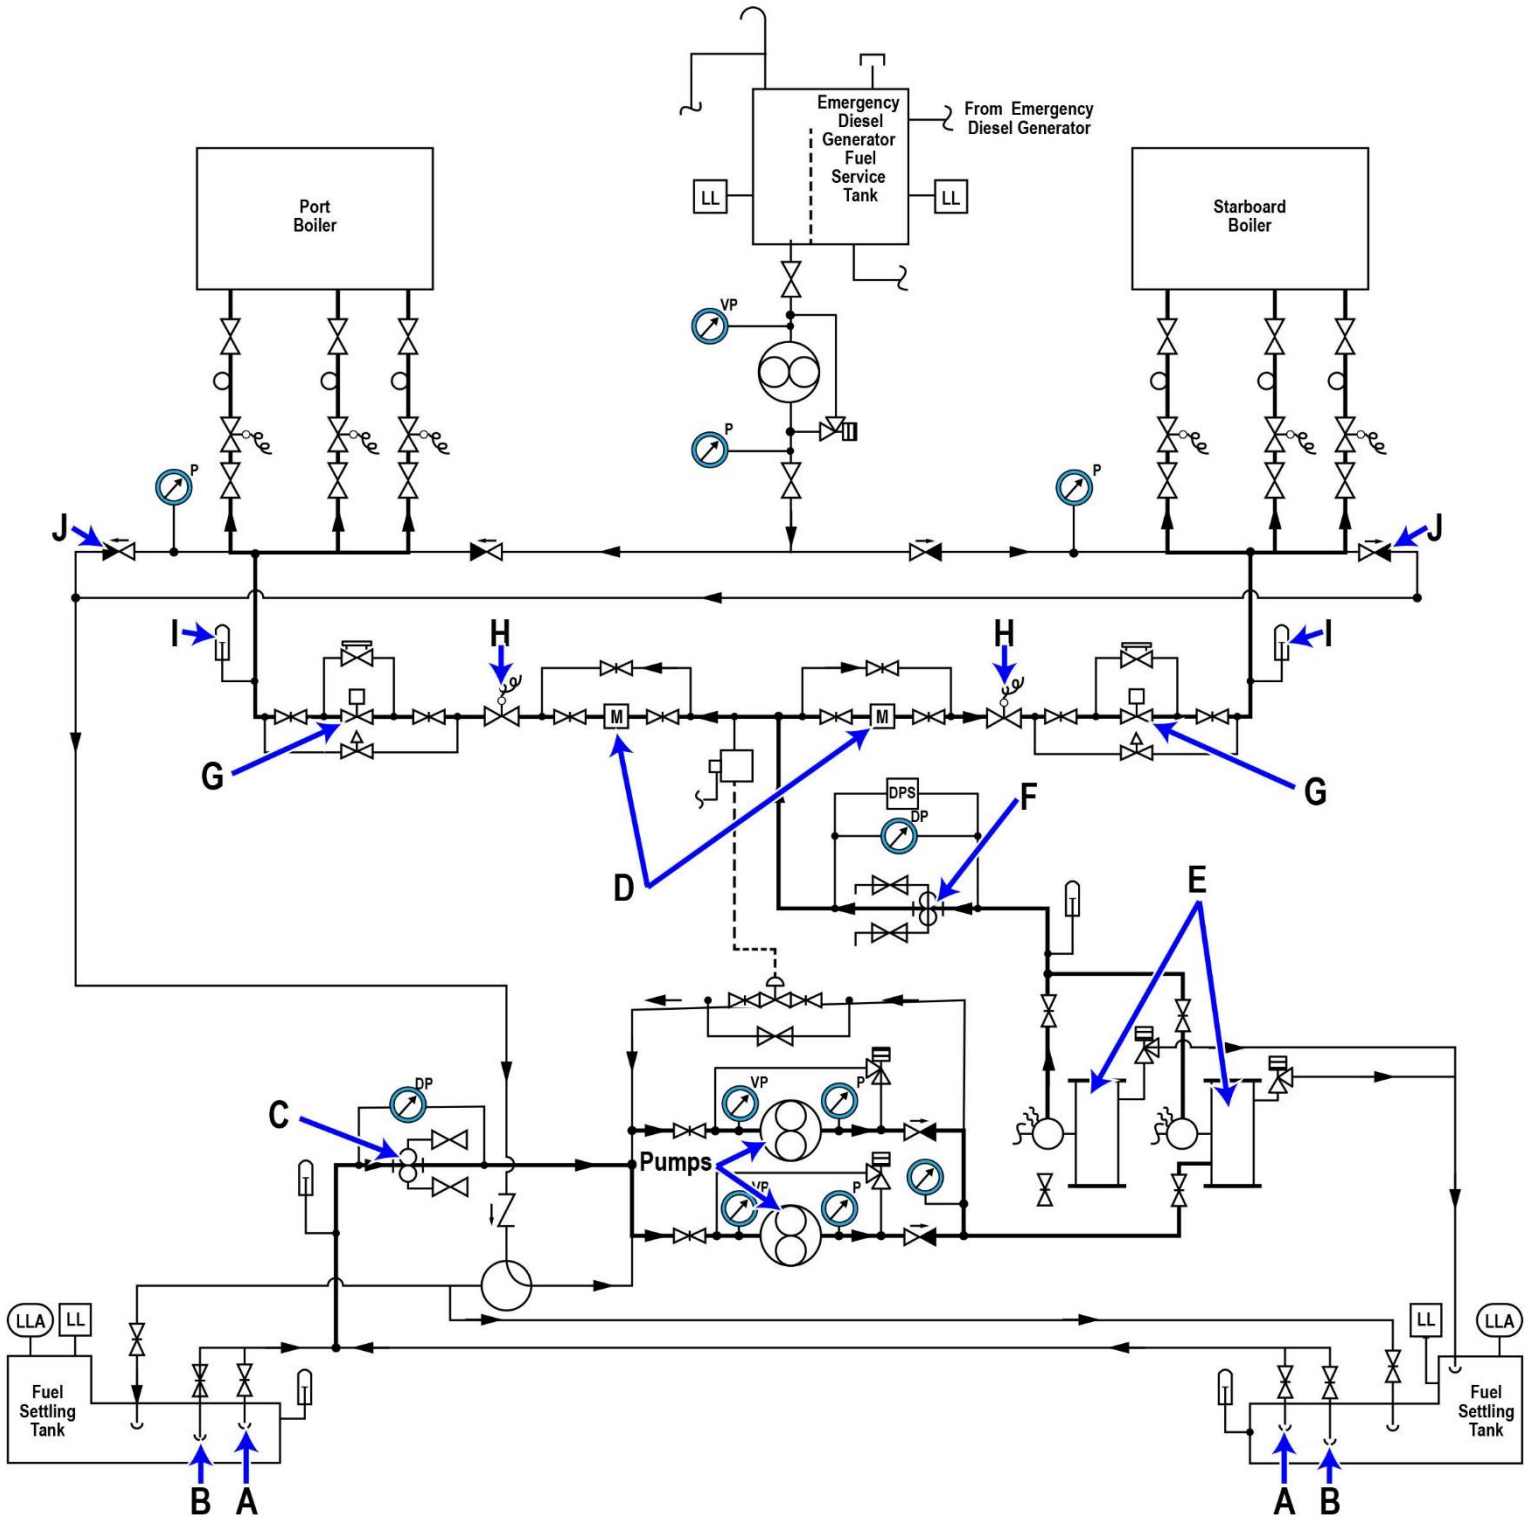 Emergency
Diesel
Generator
Fuel
Service
Tank
From Emergency
Diesel Generator
LL
LL
Port
Boiler
Starboard
Boiler
VP
P
P
P
J
J
I
H
H
I
M
M
G
G
DPS
DP
F
D
E
DP
C
VP
P
Pumps
VP
P
LLA
LL
LL
LLA
Fuel
Settling
Tank
Fuel
Settling
Tank
B
A
A
B